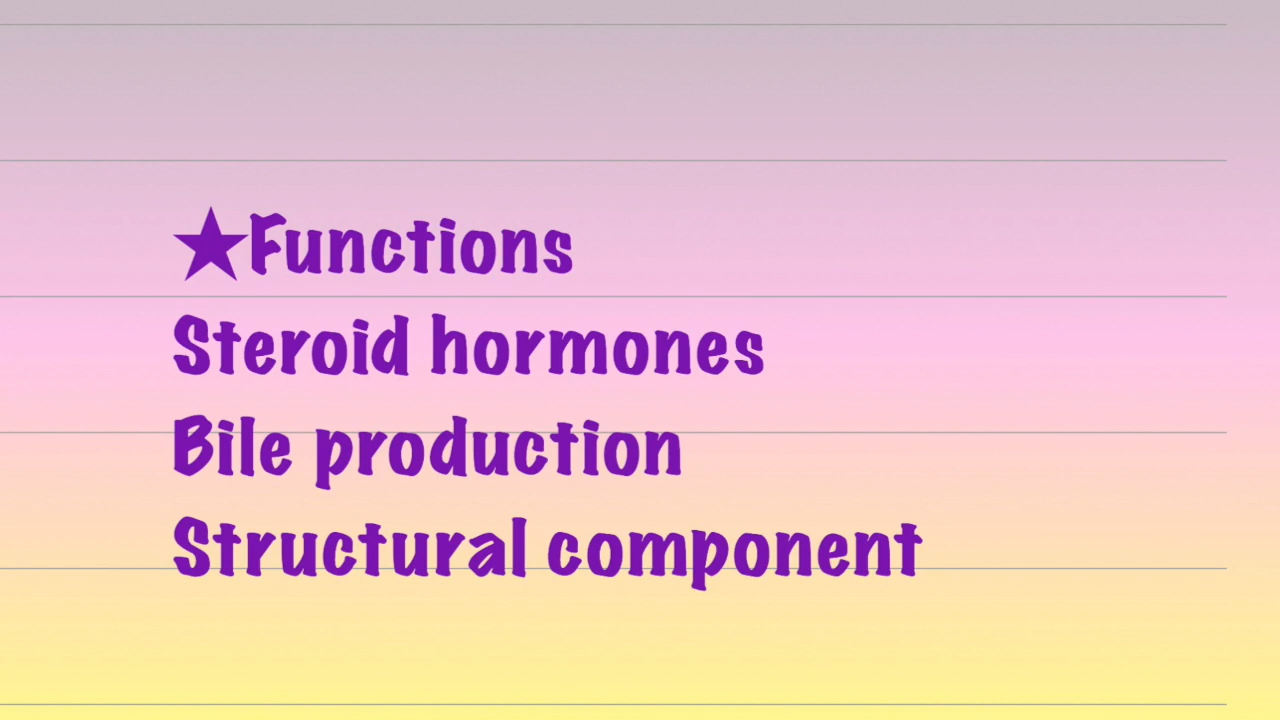 ★Functions
Steroid hormones
Bile production
Structural component